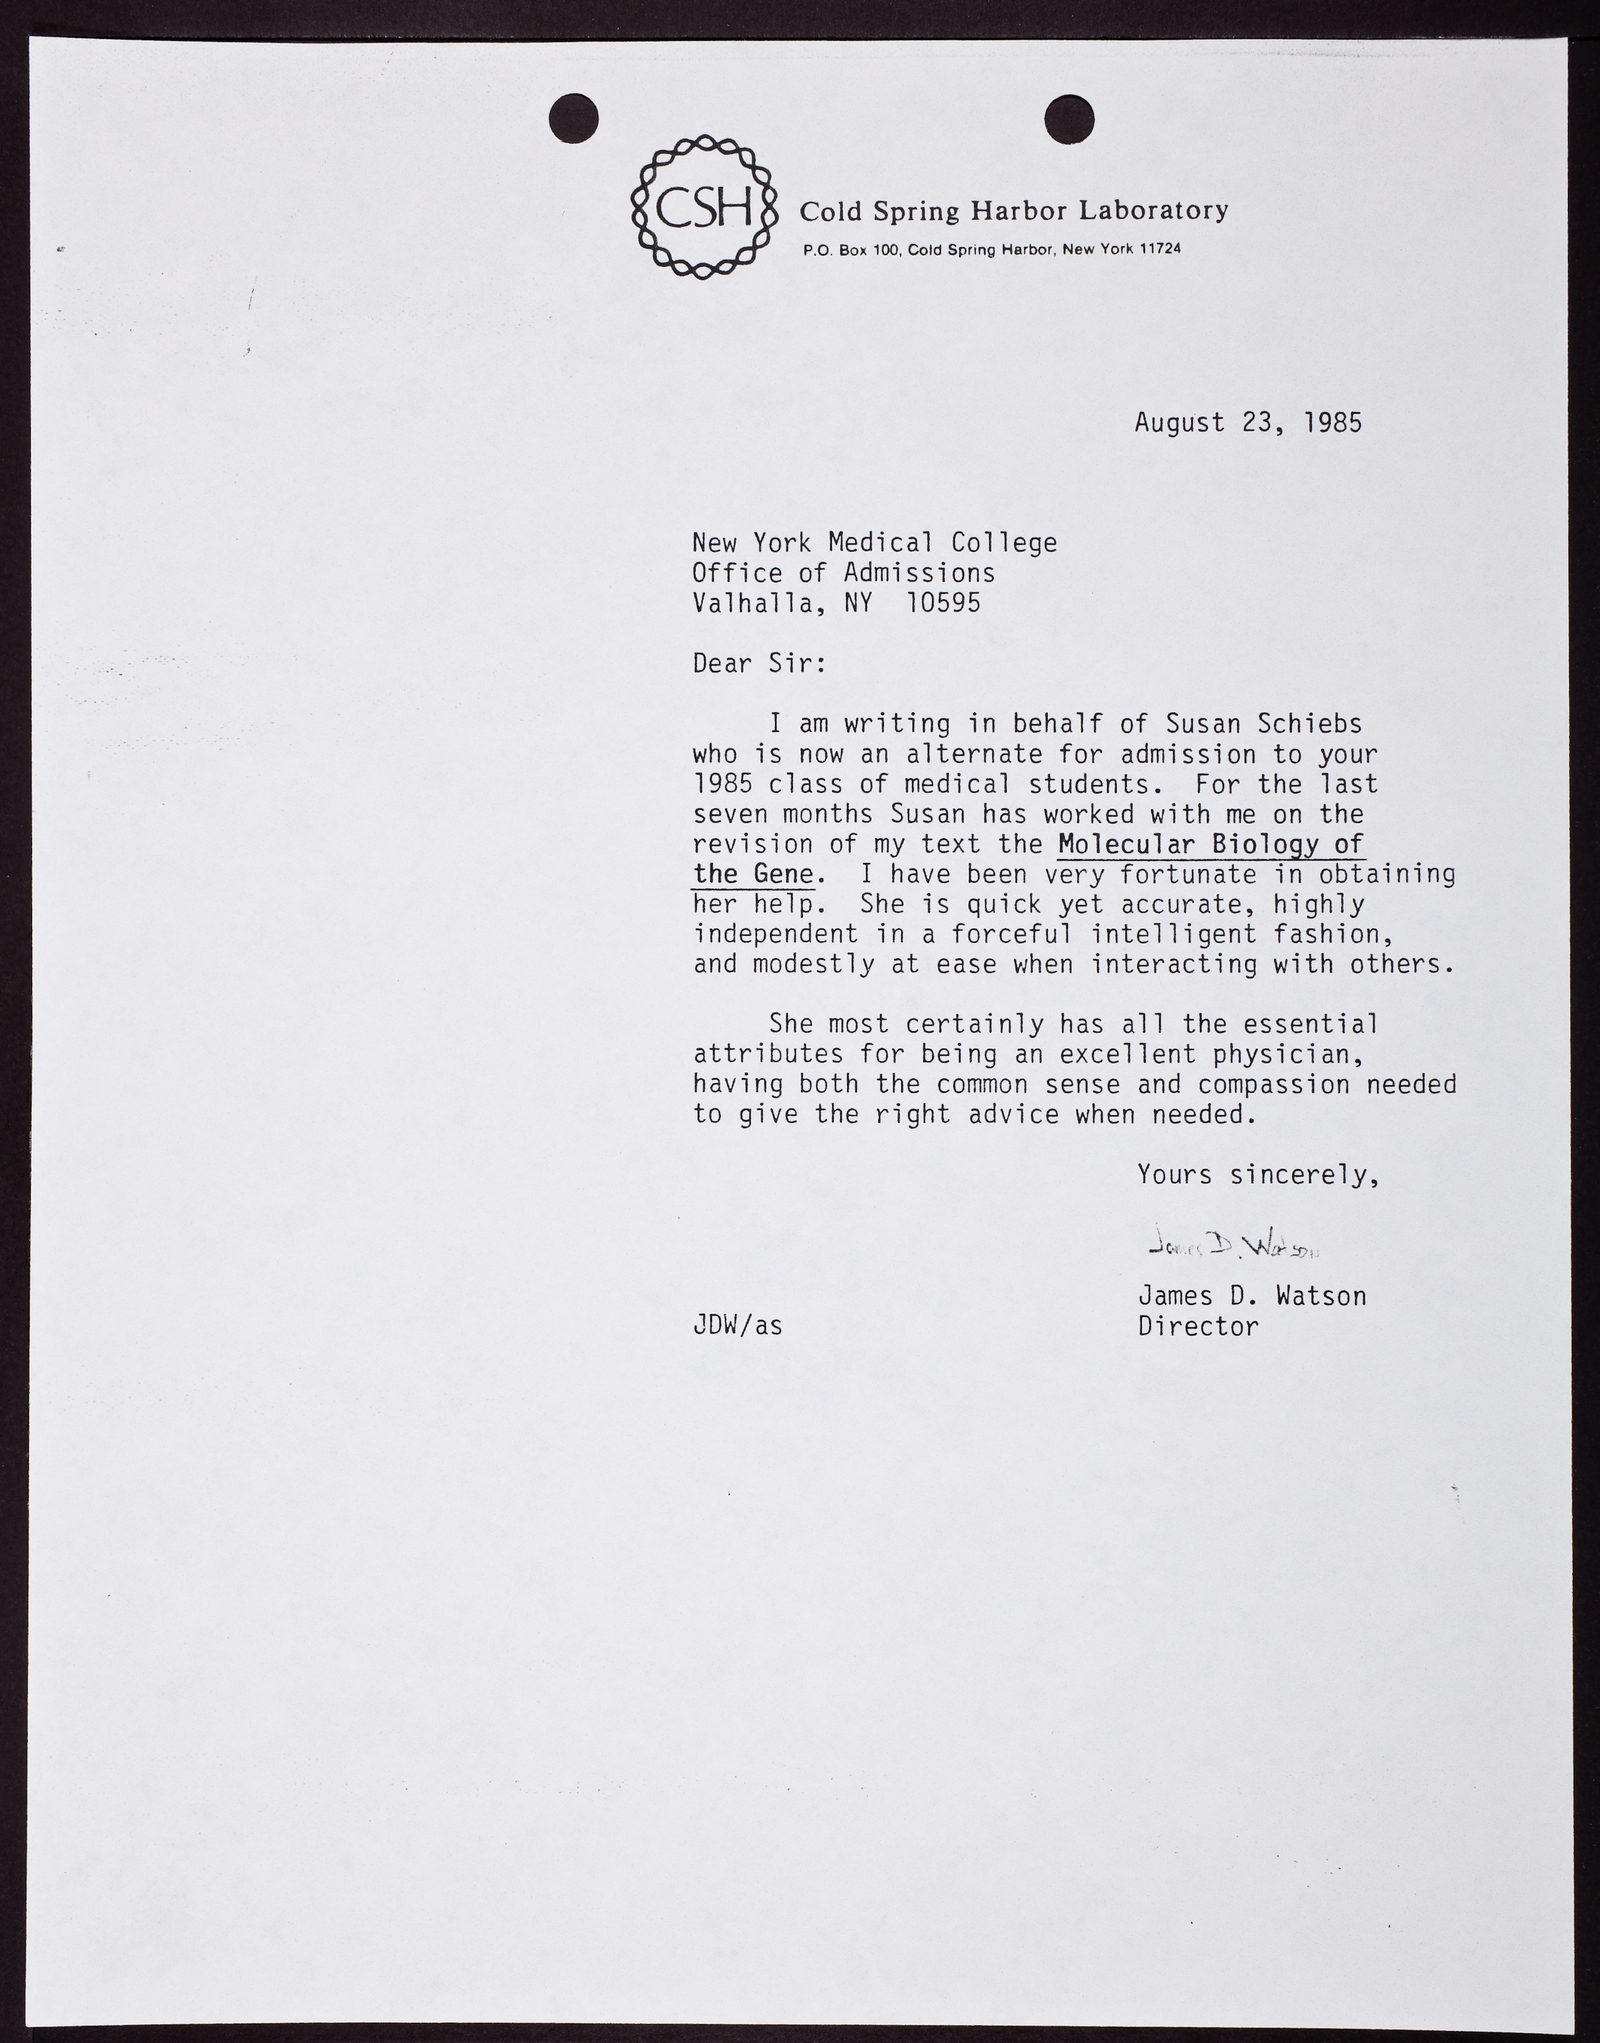 CSH
Cold Spring Harbor Laboratory
P.O. Box 100, Cold Spring Harbor, New York 11724
August 23, 1985
New York Medical College
Office of Admissions
Valhalla, NY  10595
Dear Sir:
I am writing in behalf of Susan Schiebs
who is now an alternate for admission to your
1985 class of medical students.  For the last
seven months Susan has worked with me on the
revision of my text the Molecular Biology of
the Gene.  I have been very fortunate in obtaining
her help.  She is quick yet accurate, highly
independent in a forceful intelligent fashion,
and modestly at ease when interacting with others.
She most certainly has all the essential
attributes for being an excellent physician,
having both the common sense and compassion needed
to give the right advice when needed.
Yours sincerely,
James D. Watson
James D. Watson
JDW/as
Director